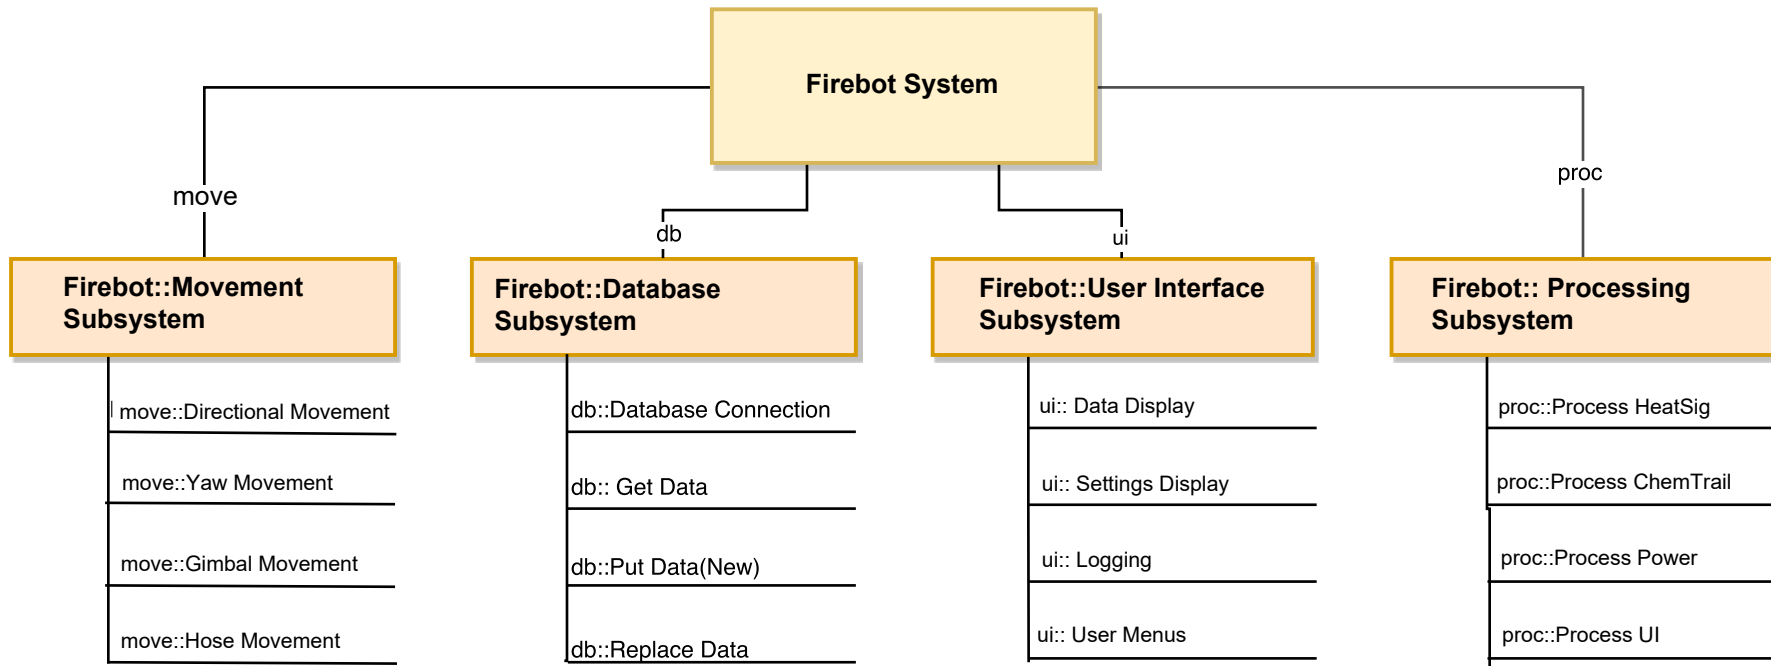 Firebot System
move
db
ui
proc
Firebot::Movement
Subsystem
move::Directional Movement
move::Yaw Movement
move::Gimbal Movement
move::Hose Movement
Firebot::Database
Subsystem
db::Database Connection
db:: Get Data
db::Put Data(New)
db::Replace Data
Firebot::User Interface
Subsystem
ui:: Data Display
ui:: Settings Display
ui:: Logging
ui:: User Menus
Firebot:: Processing
Subsystem
proc::Process HeatSig
proc::Process ChemTrail
proc::Process Power
proc::Process UI